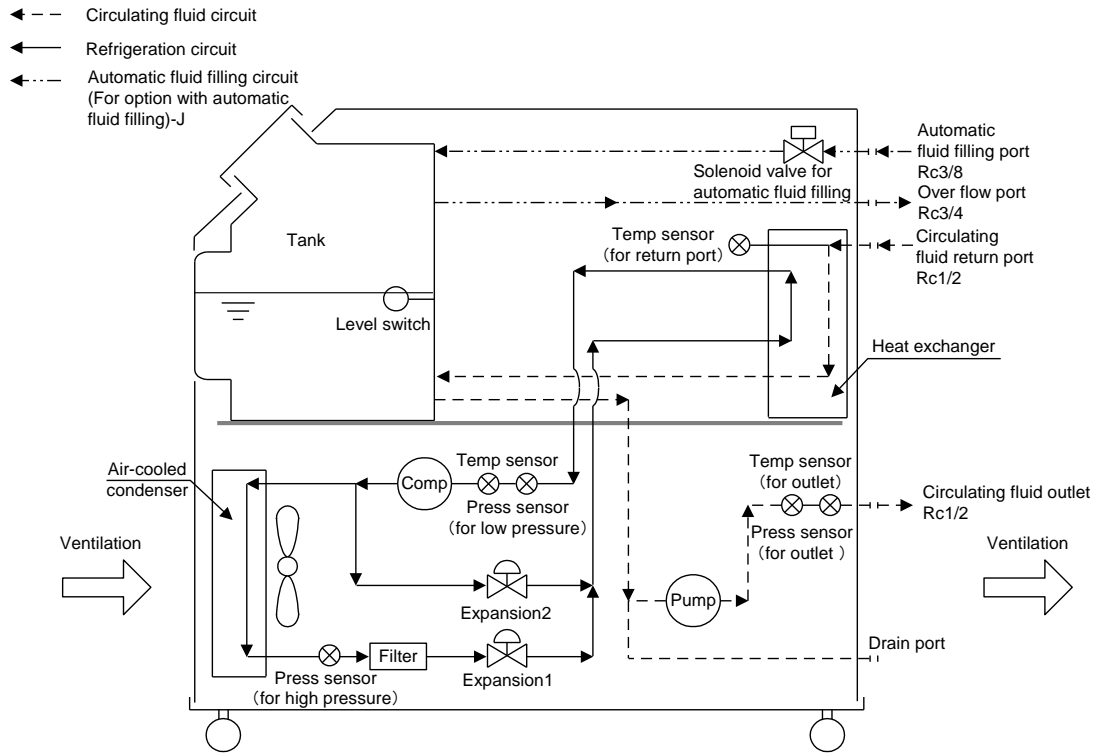 Circulating fluid circuit
Refrigeration circuit
Automatic fluid filling circuit
(For option with automatic
fluid filling)-J
Automatic
fluid filling port
Rc3/8
Solenoid valve for
automatic fluid filling
Over flow port
Rc3/4
Tank
Temp sensor
(for return port)
Circulating
fluid return port
Rc1/2
Level switch
Heat exchanger
Air-cooled
condenser
Comp
Temp sensor
Press sensor
(for low pressure)
Temp sensor
(for outlet)
Press sensor
(for outlet )
Circulating fluid outlet
Rc1/2
Ventilation
Ventilation
Expansion2
Pump
Drain port
Filter
Expansion1
Press sensor
(for high pressure)